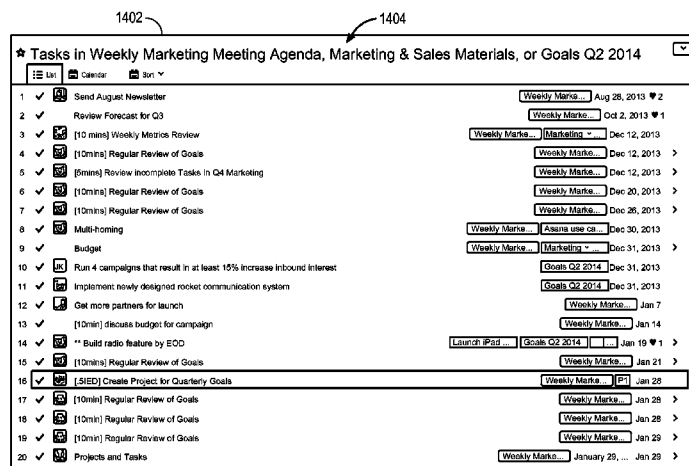 1402
1404
Tasks in Weekly Marketing Meeting Agenda, Marketing & Sales Materials, or Goals Q2 2014
List Calendar Sort
1 Send August Newsletter Weekly Marke... Aug 28, 2013 ♥2
2 Review Forecast for Q3 Weekly Marke... Oct 2, 2013 ♥1
3 [10 mins] Weekly Metrics Review Weekly Marke... Marketing ... Dec 12, 2013
4 [10mins] Regular Review of Goals Weekly Marke... Dec 12, 2013 >
5 [5mins] Review incomplete Tasks in Q4 Marketing Weekly Marke... Dec 12, 2013 >
6 [10mins] Regular Review of Goals Weekly Marke... Dec 20, 2013 >
7 [10mins] Regular Review of Goals Weekly Marke... Dec 26, 2013 >
8 Multi-homing Weekly Marke... Asana use ca... Dec 30, 2013
9 Budget Weekly Marke... Marketing ... Dec 31, 2013 >
10 JK Run 4 campaigns that result in at least 15% increase inbound interest Goals Q2 2014 Dec 31, 2013
11 Implement newly designed rocket communication system Goals Q2 2014 Dec 31, 2013
12 Get more partners for launch Weekly Marke... Jan 7
13 [10min] discuss budget for campaign Weekly Marke... Jan 14
14 ** Build radio feature by EOD Launch iPad ... Goals Q2 2014 ... Jan 19 ♥1 >
15 [10mins] Regular Review of Goals Weekly Marke... Jan 21 >
16 [.5IED] Create Project for Quarterly Goals Weekly Marke... P1 Jan 28
17 [10min] Regular Review of Goals Weekly Marke... Jan 28 >
18 [10min] Regular Review of Goals Weekly Marke... Jan 28 >
19 [10min] Regular Review of Goals Weekly Marke... Jan 29 >
20 Projects and Tasks Weekly Marke... January 29, ... Jan 29 >